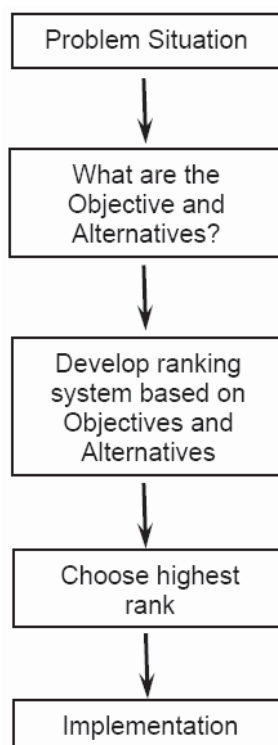 Problem Situation
What are the
Objective and
Alternatives?
Develop ranking
system based on
Objectives and
Alternatives
Choose highest
rank
Implementation